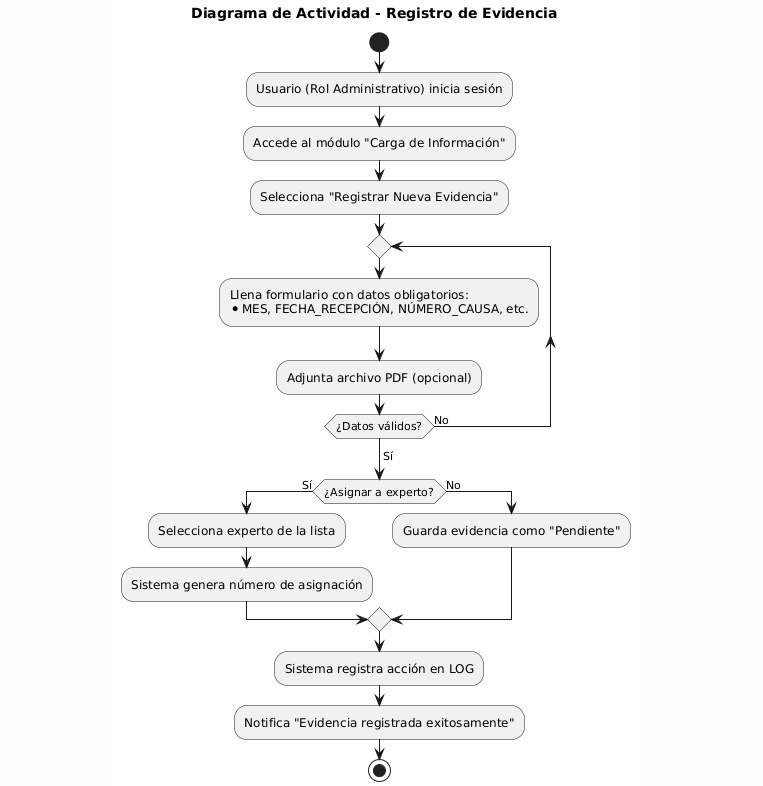 Diagrama de Actividad - Registro de Evidencia
Usuario (Rol Administrativo) inicia sesión
Accede al módulo "Carga de Información"
Selecciona "Registrar Nueva Evidencia"
Llena formulario con datos obligatorios:
• MES, FECHA_RECEPCIÓN, NÚMERO_CAUSA, etc.
Adjunta archivo PDF (opcional)
¿Datos válidos?
No
Sí
¿Asignar a experto?
Sí
No
Selecciona experto de la lista
Guarda evidencia como "Pendiente"
Sistema genera número de asignación
Sistema registra acción en LOG
Notifica "Evidencia registrada exitosamente"